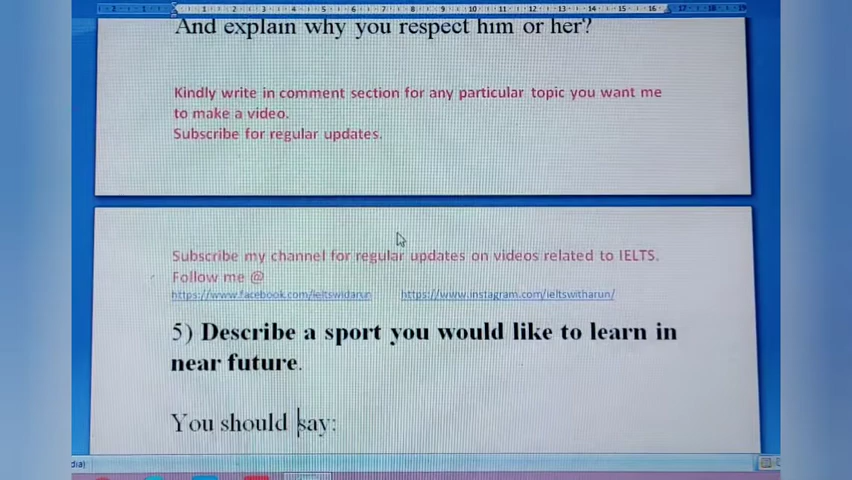 And explain why you respect him or her?
Kindly write in comment section for any particular topic you want me
to make a video.
Subscribe for regular updates.
Subscribe my channel for regular updates on videos related to IELTS.
Follow me @
https://www.facebook.com/ieltswidarun https://www.instagram.com/ieltswitharun/
5) Describe a sport you would like to learn in
near future.
You should say:
dia)